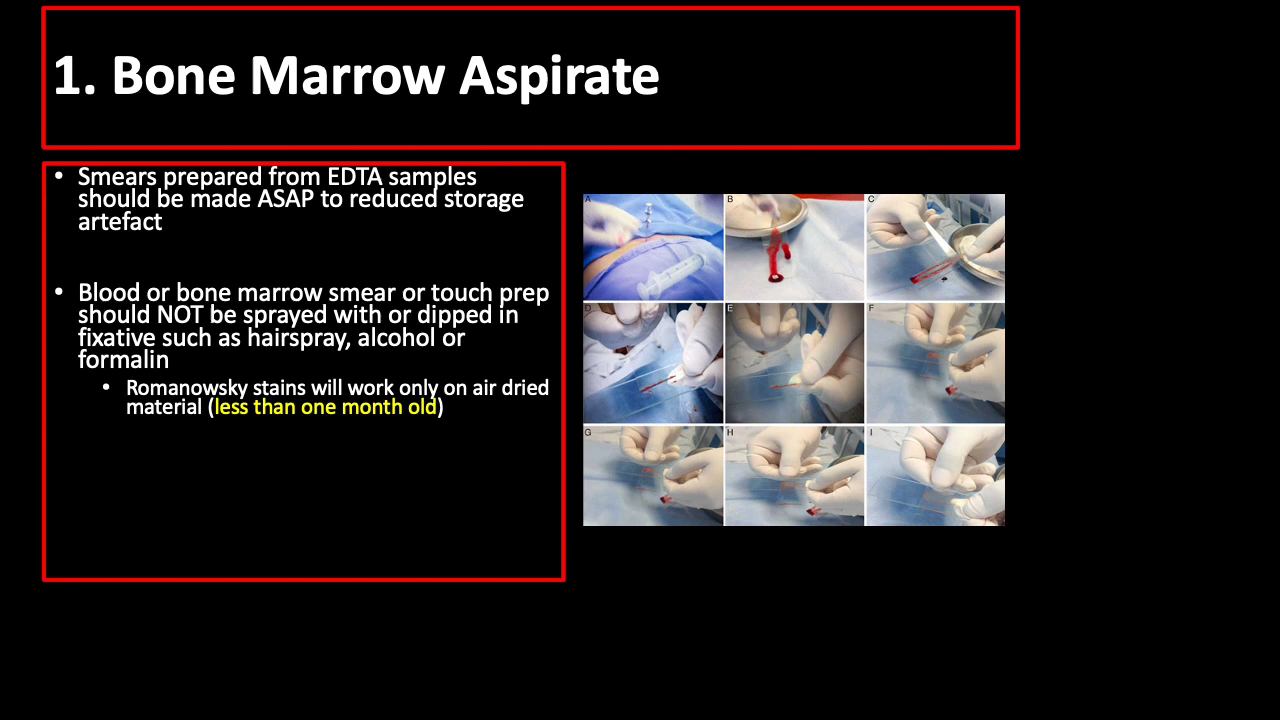 1. Bone Marrow Aspirate
• Smears prepared from EDTA samples
should be made ASAP to reduced storage
artefact
• Blood or bone marrow smear or touch prep
should NOT be sprayed with or dipped in
fixative such as hairspray, alcohol or
formalin
• Romanowsky stains will work only on air dried
material (less than one month old)
A B C
D E F
G H I